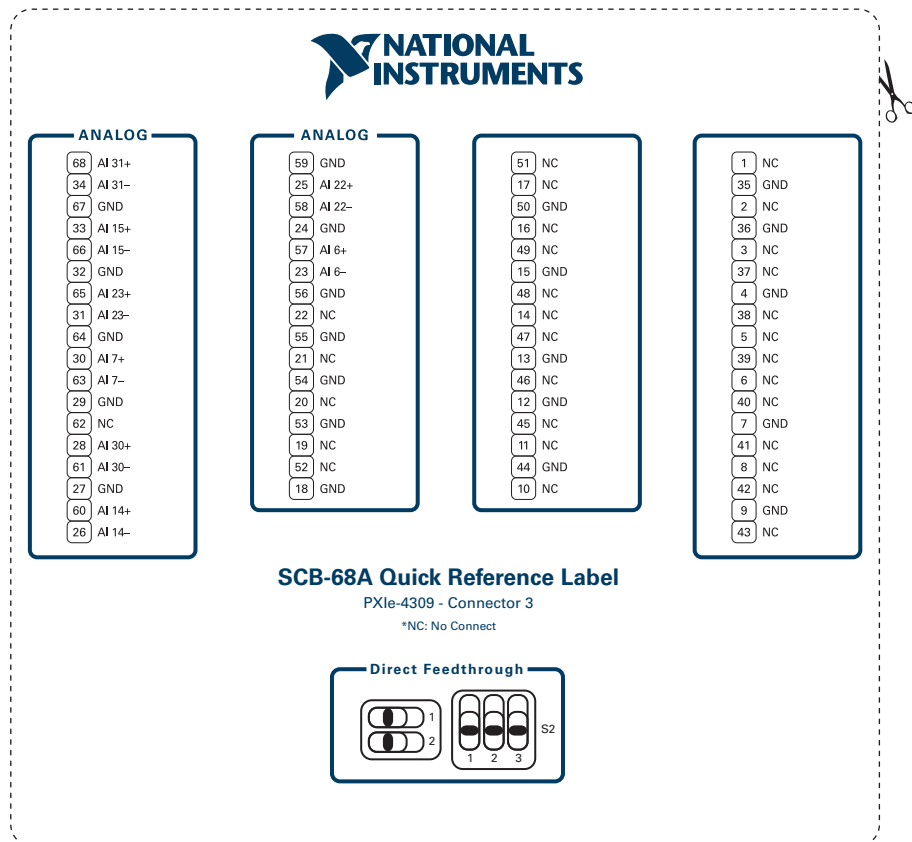 NATIONAL
INSTRUMENTS
ANALOG
68 AI 31+
34 AI 31–
67 GND
33 AI 15+
66 AI 15–
32 GND
65 AI 23+
31 AI 23–
64 GND
30 AI 7+
63 AI 7–
29 GND
62 NC
28 AI 30+
61 AI 30–
27 GND
60 AI 14+
26 AI 14–
ANALOG
59 GND
25 AI 22+
58 AI 22–
24 GND
57 AI 6+
23 AI 6–
56 GND
22 NC
55 GND
21 NC
54 GND
20 NC
53 GND
19 NC
52 NC
18 GND
51 NC
17 NC
50 GND
16 NC
49 NC
15 GND
48 NC
14 NC
47 NC
13 GND
46 NC
12 GND
45 NC
11 NC
44 GND
10 NC
1 NC
35 GND
2 NC
36 GND
3 NC
37 NC
4 GND
38 NC
5 NC
39 NC
6 NC
40 NC
7 GND
41 NC
8 NC
42 NC
9 GND
43 NC
SCB-68A Quick Reference Label
PXIe-4309 - Connector 3
*NC: No Connect
Direct Feedthrough
1
2
S2
1 2 3